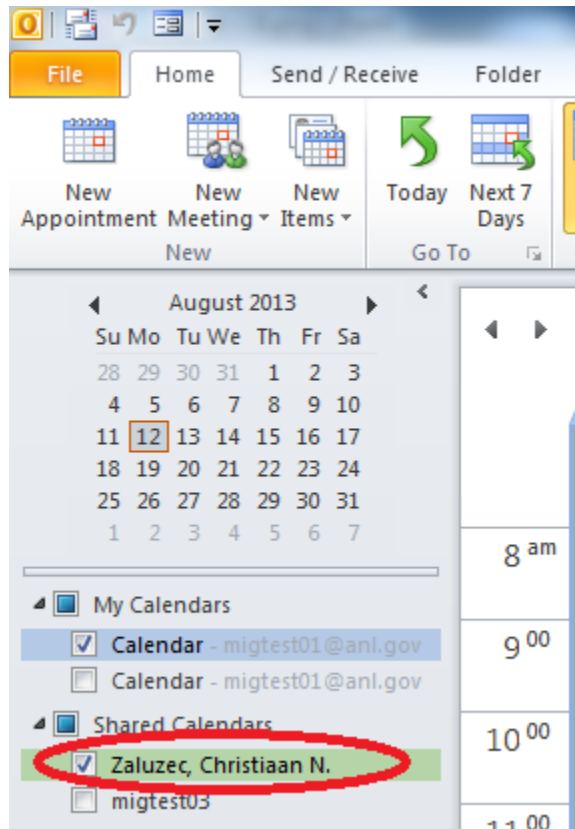 File Home Send / Receive Folder
New Appointment New Meeting New Items Today Next 7 Days
New Go To
August 2013
Su Mo Tu We Th Fr Sa
28 29 30 31 1 2 3
4 5 6 7 8 9 10
11 12 13 14 15 16 17
18 19 20 21 22 23 24
25 26 27 28 29 30 31
1 2 3 4 5 6 7
8 am
My Calendars
Calendar - migtest01@anl.gov
9 00
Calendar - migtest01@anl.gov
Shared Calendars
10 00
Zaluzec, Christiaan N.
migtest03
11 00